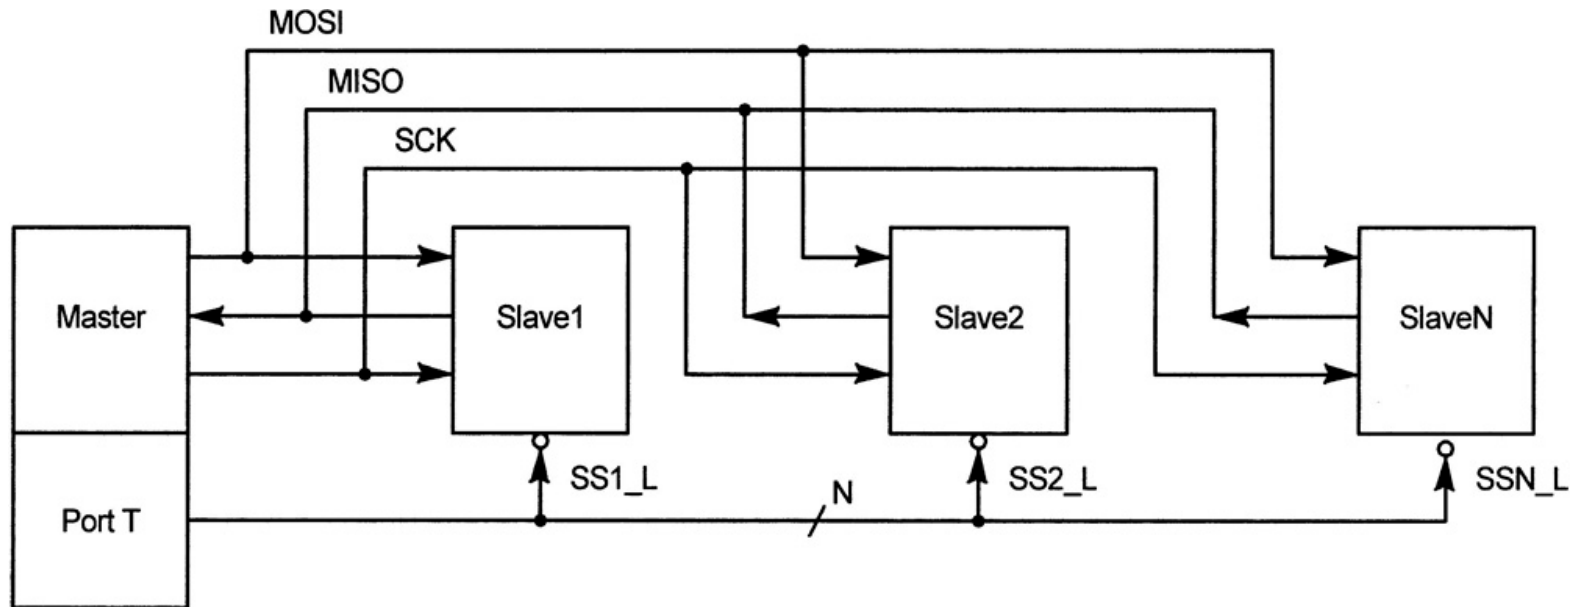 MOSI
MISO
SCK
Master
Slave1
Slave2
SlaveN
SS1_L
N
SS2_L
SSN_L
Port T